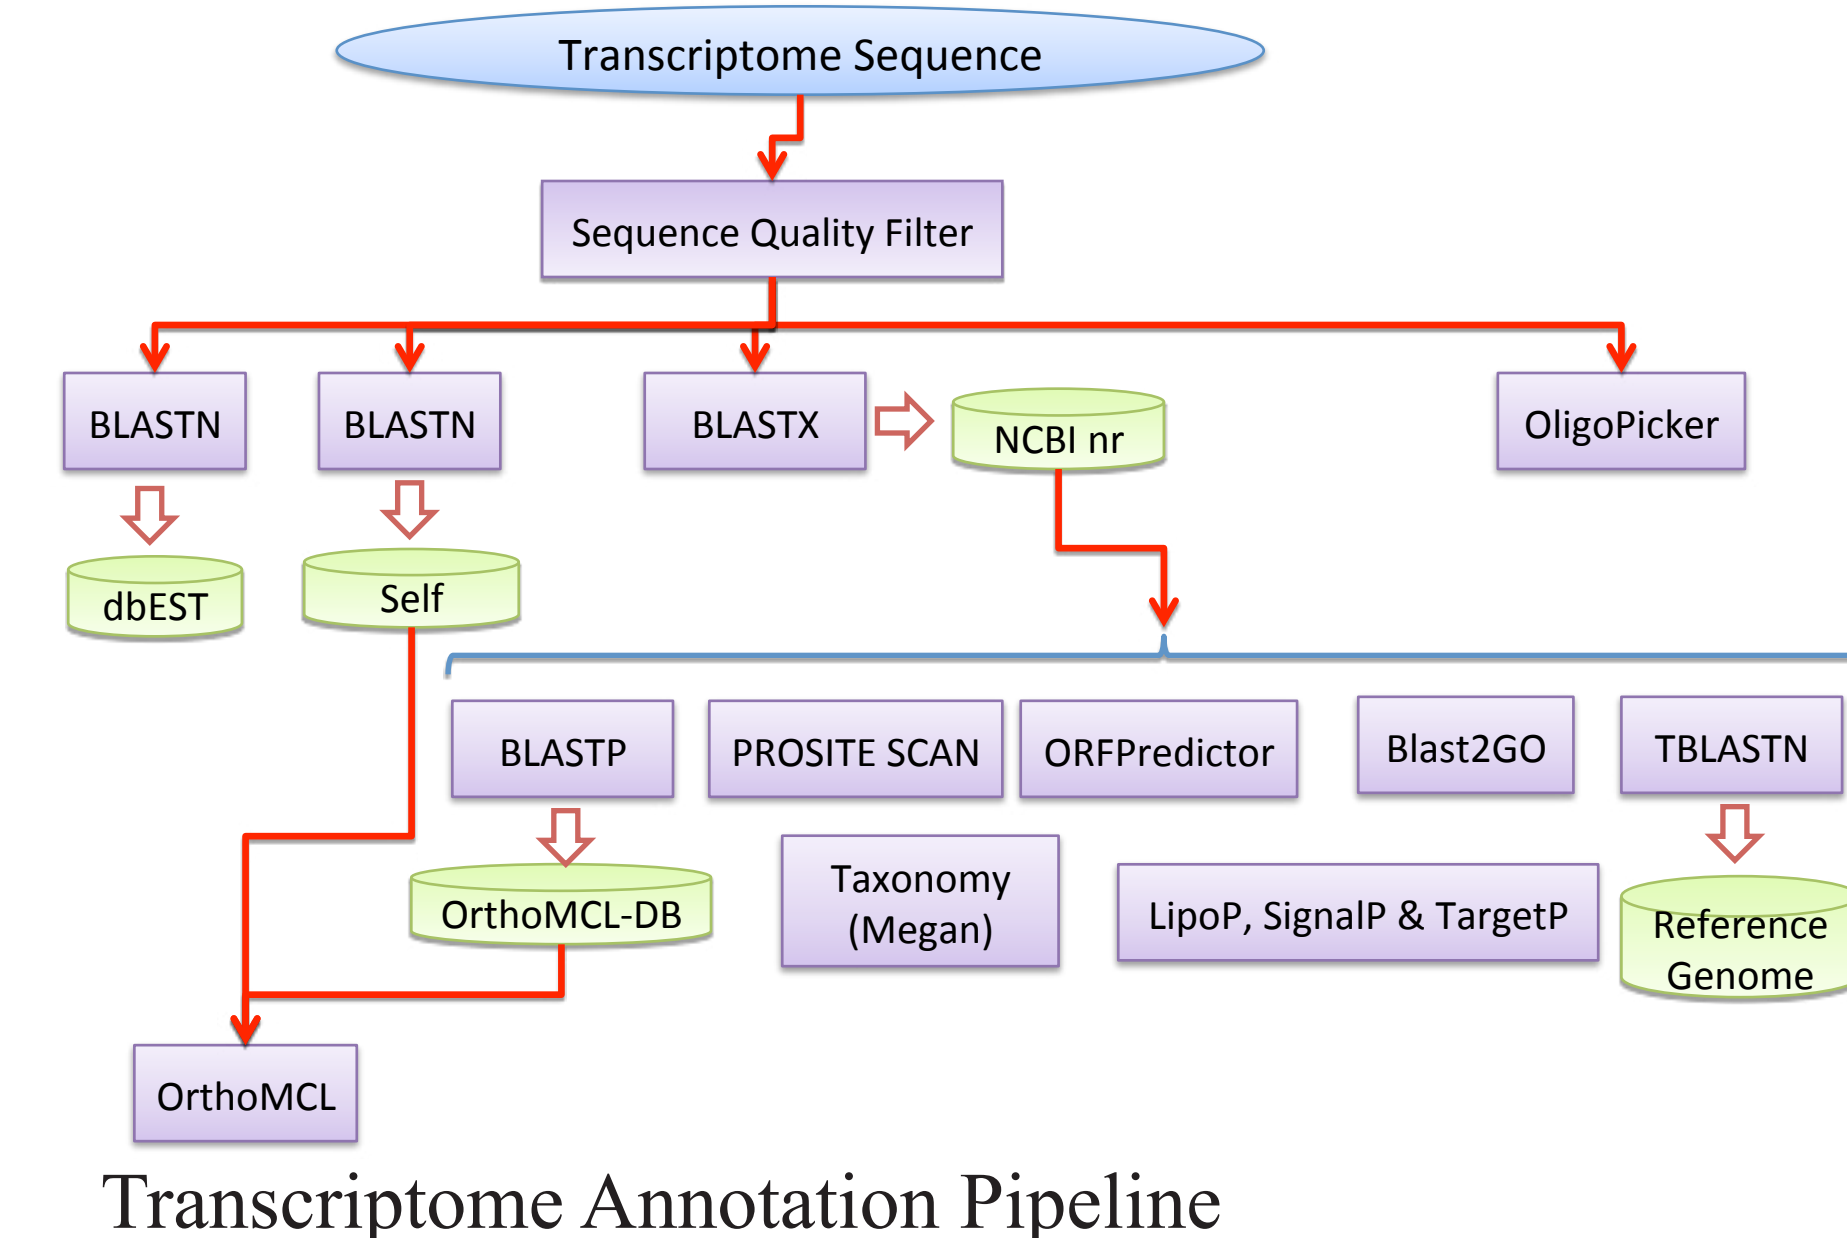 Transcriptome Sequence
Sequence Quality Filter
BLASTN
BLASTN
BLASTX
NCBI nr
OligoPicker
dbEST
Self
BLASTP
PROSITE SCAN
ORFPredictor
Blast2GO
TBLASTN
OrthoMCL-DB
Taxonomy
(Megan)
LipoP, SignalP & TargetP
Reference
Genome
OrthoMCL
Transcriptome Annotation Pipeline